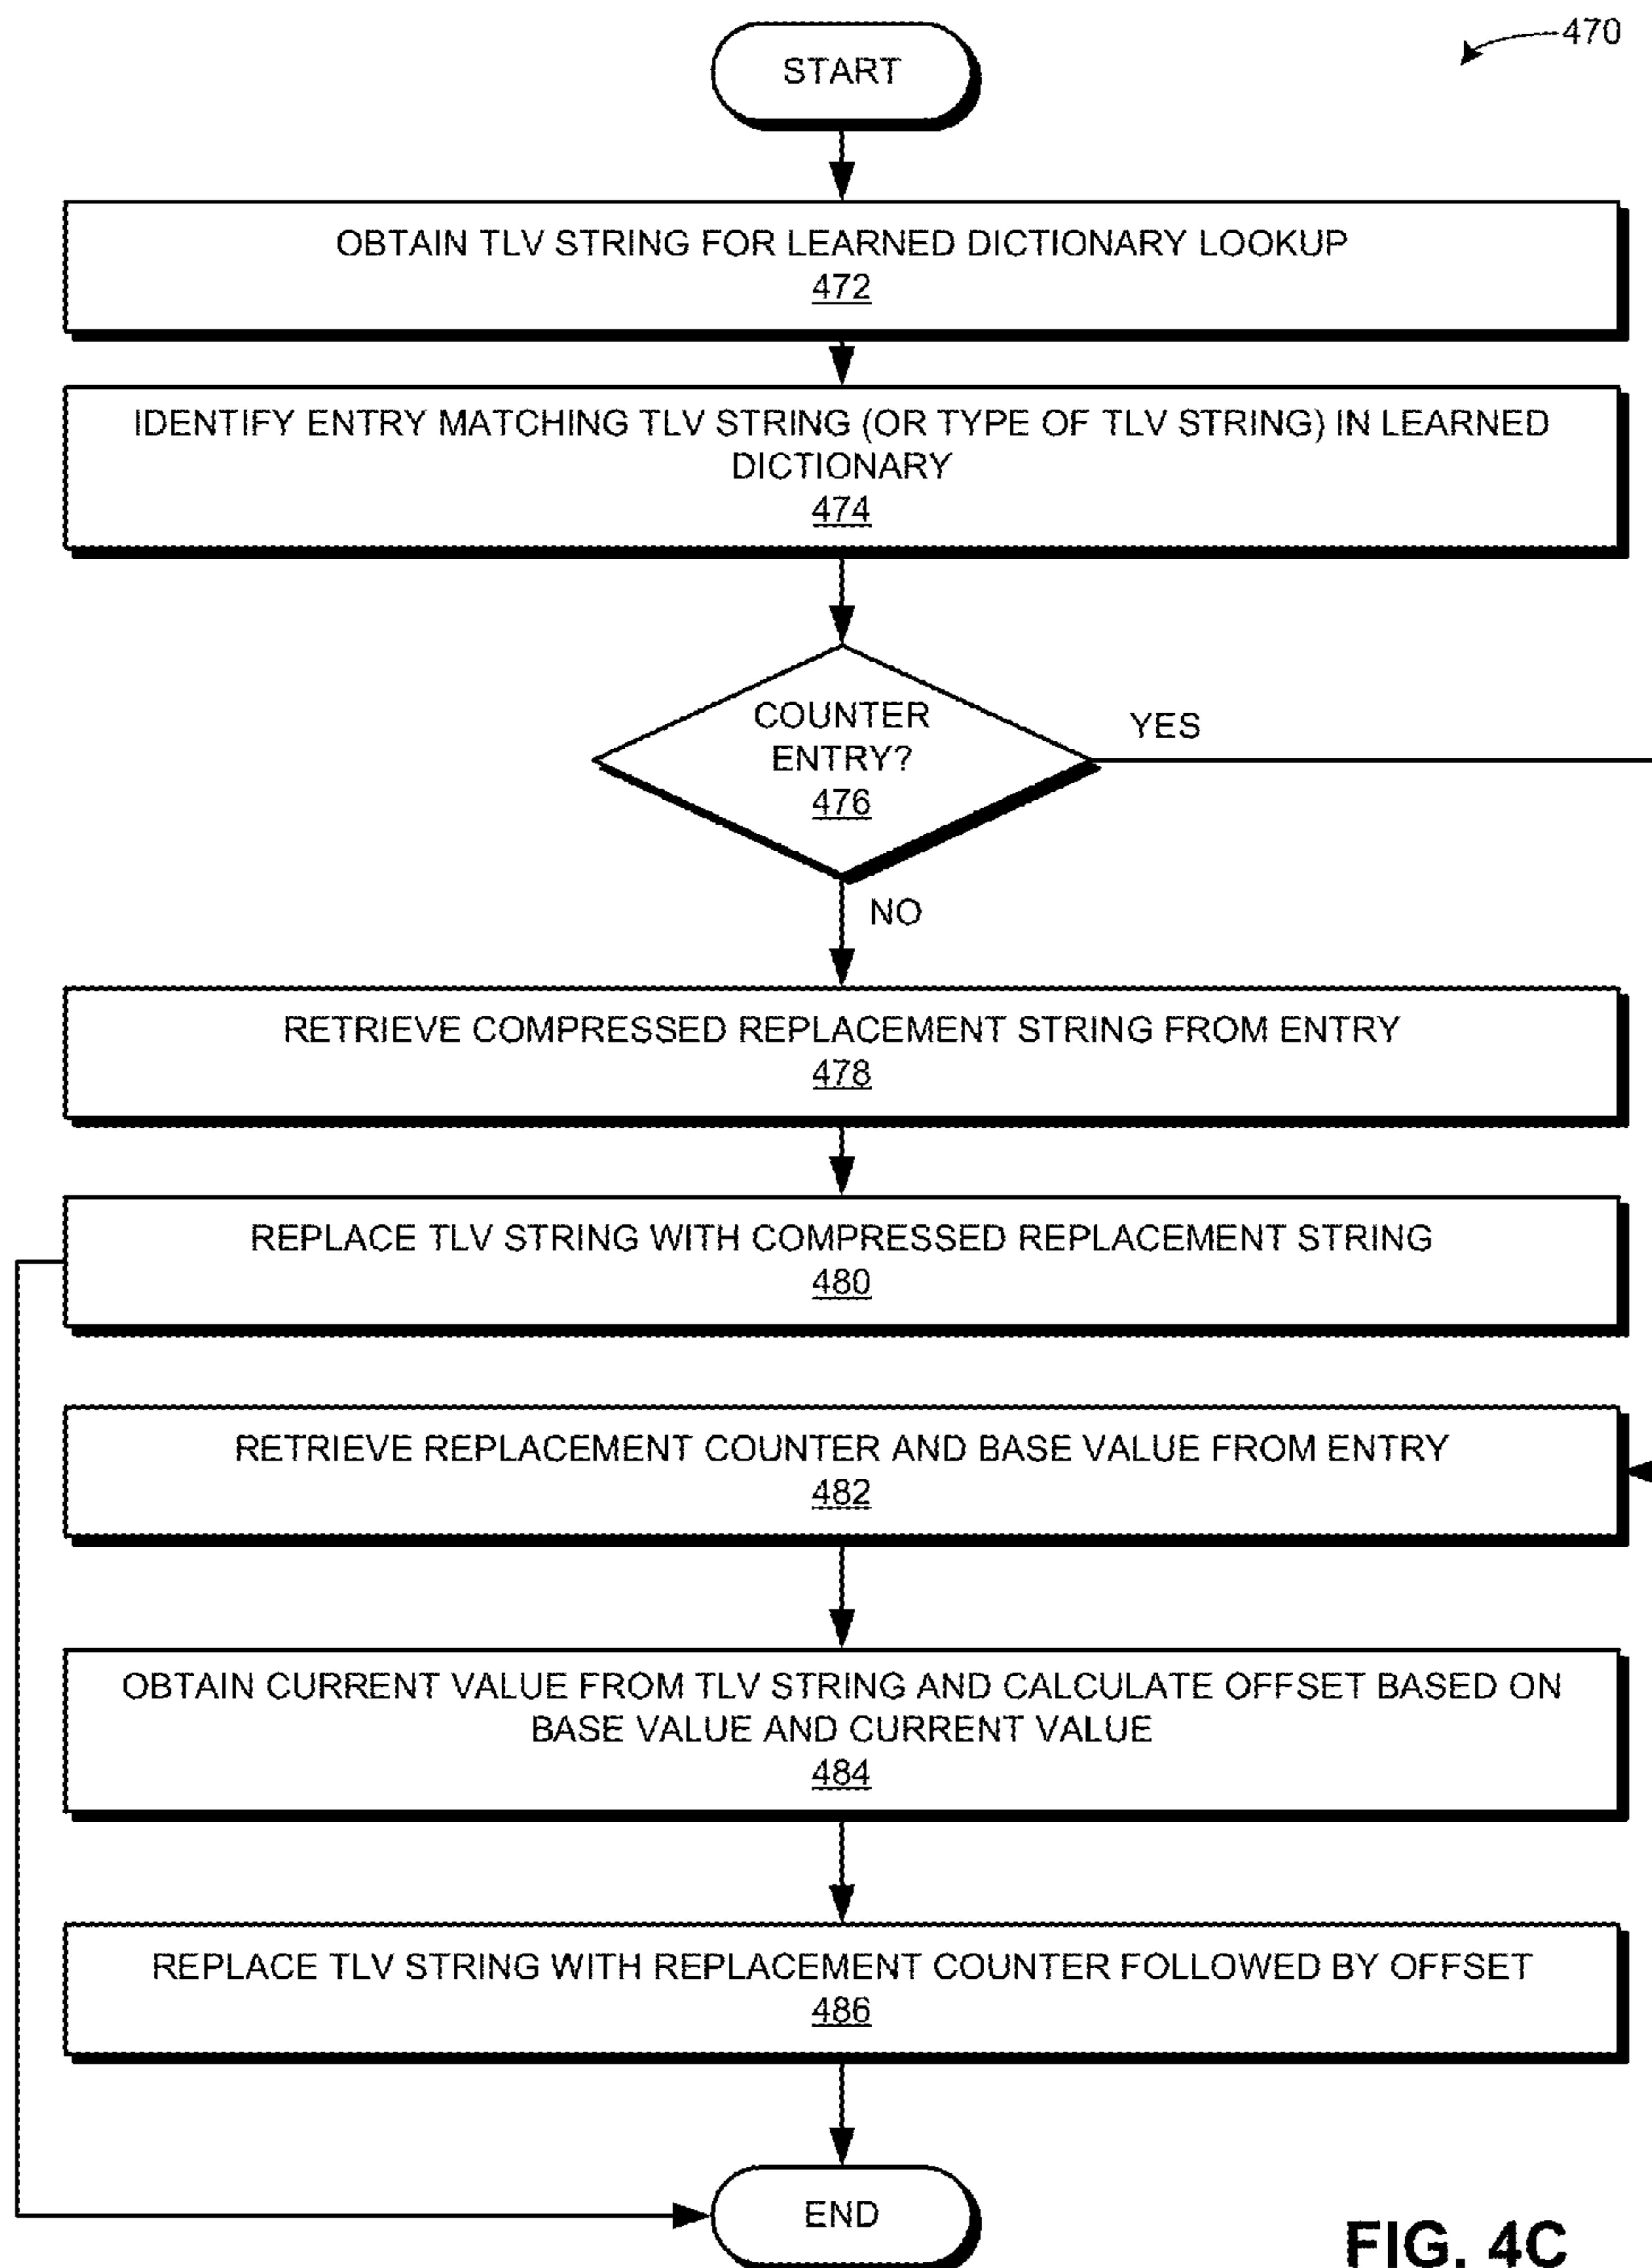 470
START
OBTAIN TLV STRING FOR LEARNED DICTIONARY LOOKUP
472
IDENTIFY ENTRY MATCHING TLV STRING (OR TYPE OF TLV STRING) IN LEARNED
DICTIONARY
474
COUNTER
ENTRY?
476
YES
NO
RETRIEVE COMPRESSED REPLACEMENT STRING FROM ENTRY
478
REPLACE TLV STRING WITH COMPRESSED REPLACEMENT STRING
480
RETRIEVE REPLACEMENT COUNTER AND BASE VALUE FROM ENTRY
482
OBTAIN CURRENT VALUE FROM TLV STRING AND CALCULATE OFFSET BASED ON
BASE VALUE AND CURRENT VALUE
484
REPLACE TLV STRING WITH REPLACEMENT COUNTER FOLLOWED BY OFFSET
486
END
FIG. 4C